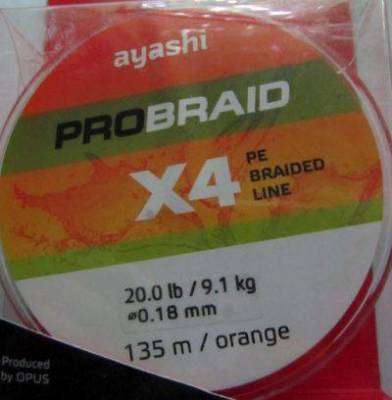 ayashi
PROBRAID
X4
PE
BRAIDED
LINE
20.0 lb / 9.1 kg
⌀0.18 mm
135 m / orange
Produced
by OPUS